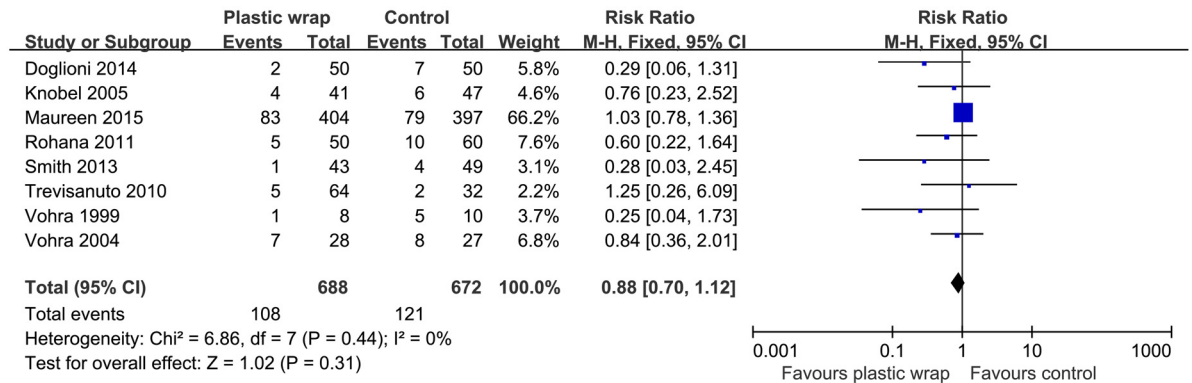 Plastic wrap Control Risk Ratio Risk Ratio
Study or Subgroup Events Total Events Total Weight M-H, Fixed, 95% CI M-H, Fixed, 95% CI
Doglioni 2014 2 50 7 50 5.8% 0.29 [0.06, 1.31]
Knobel 2005 4 41 6 47 4.6% 0.76 [0.23, 2.52]
Maureen 2015 83 404 79 397 66.2% 1.03 [0.78, 1.36]
Rohana 2011 5 50 10 60 7.6% 0.60 [0.22, 1.64]
Smith 2013 1 43 4 49 3.1% 0.28 [0.03, 2.45]
Trevisanuto 2010 5 64 2 32 2.2% 1.25 [0.26, 6.09]
Vohra 1999 1 8 5 10 3.7% 0.25 [0.04, 1.73]
Vohra 2004 7 28 8 27 6.8% 0.84 [0.36, 2.01]
Total (95% CI) 688 672 100.0% 0.88 [0.70, 1.12]
Total events 108 121
Heterogeneity: Chi² = 6.86, df = 7 (P = 0.44); I² = 0%
Test for overall effect: Z = 1.02 (P = 0.31)
0.001 0.1 1 10 1000
Favours plastic wrap Favours control